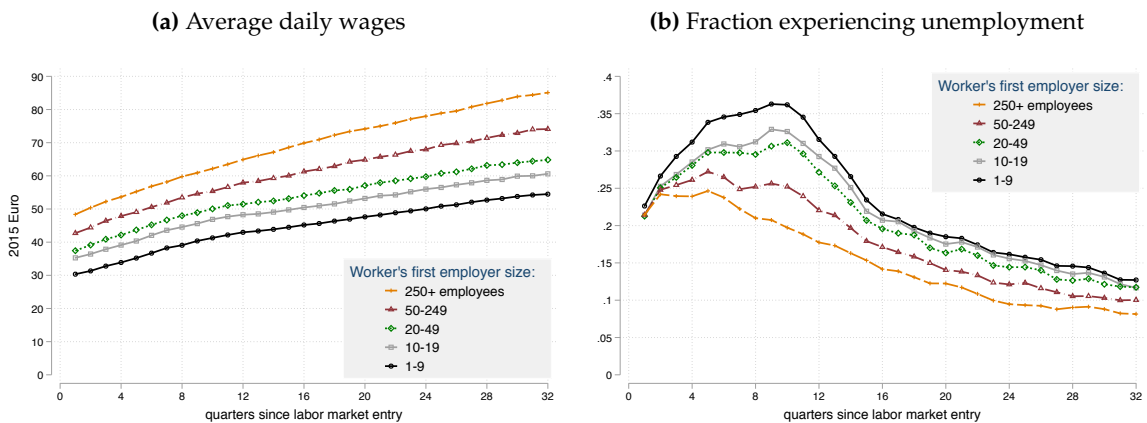 (a) Average daily wages
2015 Euro
90
80
70
60
50
40
30
20
10
0
Worker's first employer size:
250+ employees
50-249
20-49
10-19
1-9
0 4 8 12 16 20 24 28 32
quarters since labor market entry
(b) Fraction experiencing unemployment
.4
.35
.3
.25
.2
.15
.1
.05
0
Worker's first employer size:
250+ employees
50-249
20-49
10-19
1-9
0 4 8 12 16 20 24 28 32
quarters since labor market entry